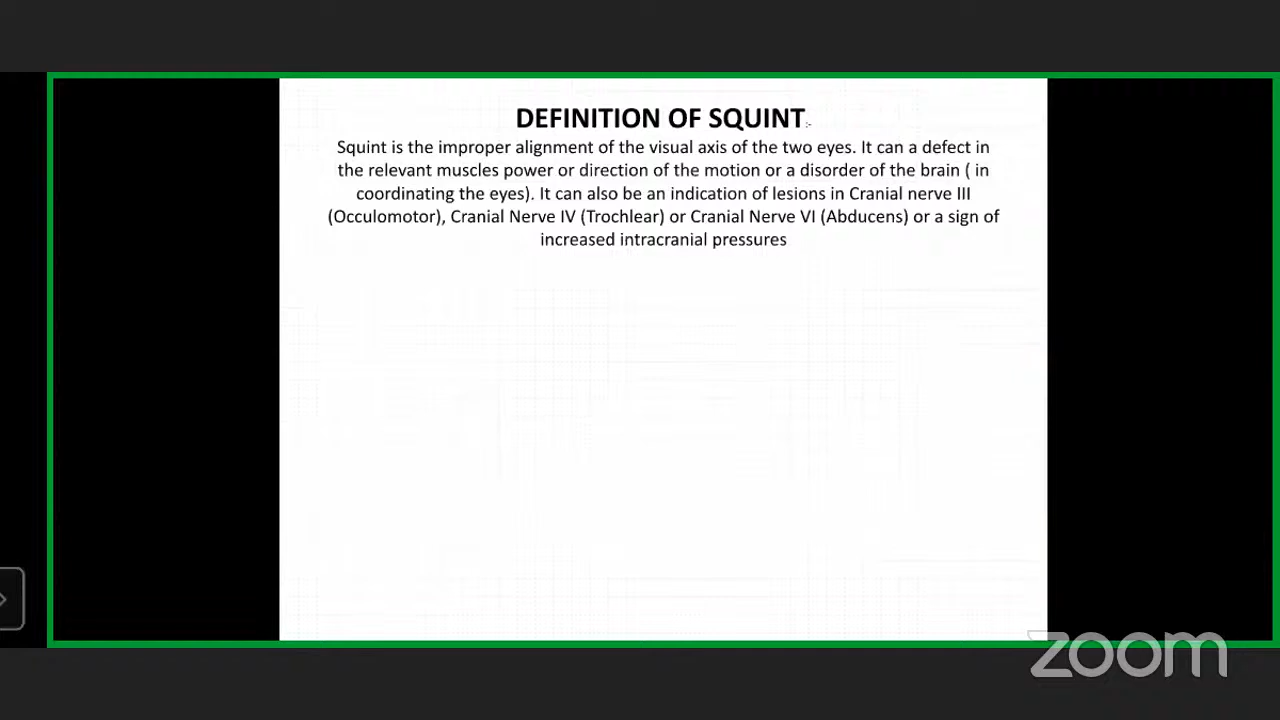 DEFINITION OF SQUINT:-
Squint is the improper alignment of the visual axis of the two eyes. It can a defect in
the relevant muscles power or direction of the motion or a disorder of the brain ( in
coordinating the eyes). It can also be an indication of lesions in Cranial nerve III
(Occulomotor), Cranial Nerve IV (Trochlear) or Cranial Nerve VI (Abducens) or a sign of
increased intracranial pressures
zoom